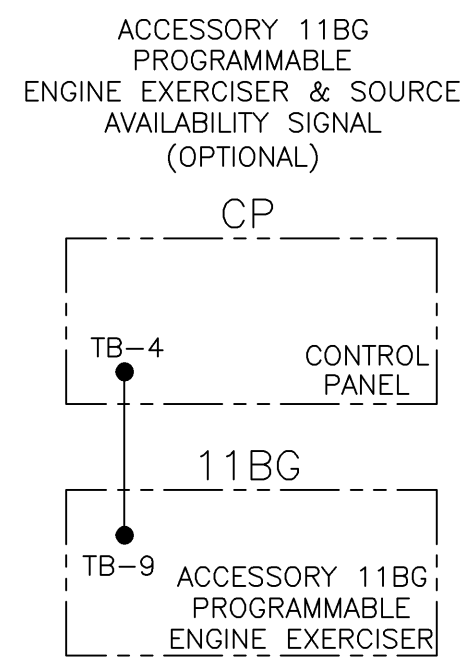 ACCESSORY 11BG
PROGRAMMABLE
ENGINE EXERCISER & SOURCE
AVAILABILITY SIGNAL
(OPTIONAL)
CP
TB-4
CONTROL
PANEL
11BG
TB-9
ACCESSORY 11BG
PROGRAMMABLE
ENGINE EXERCISER